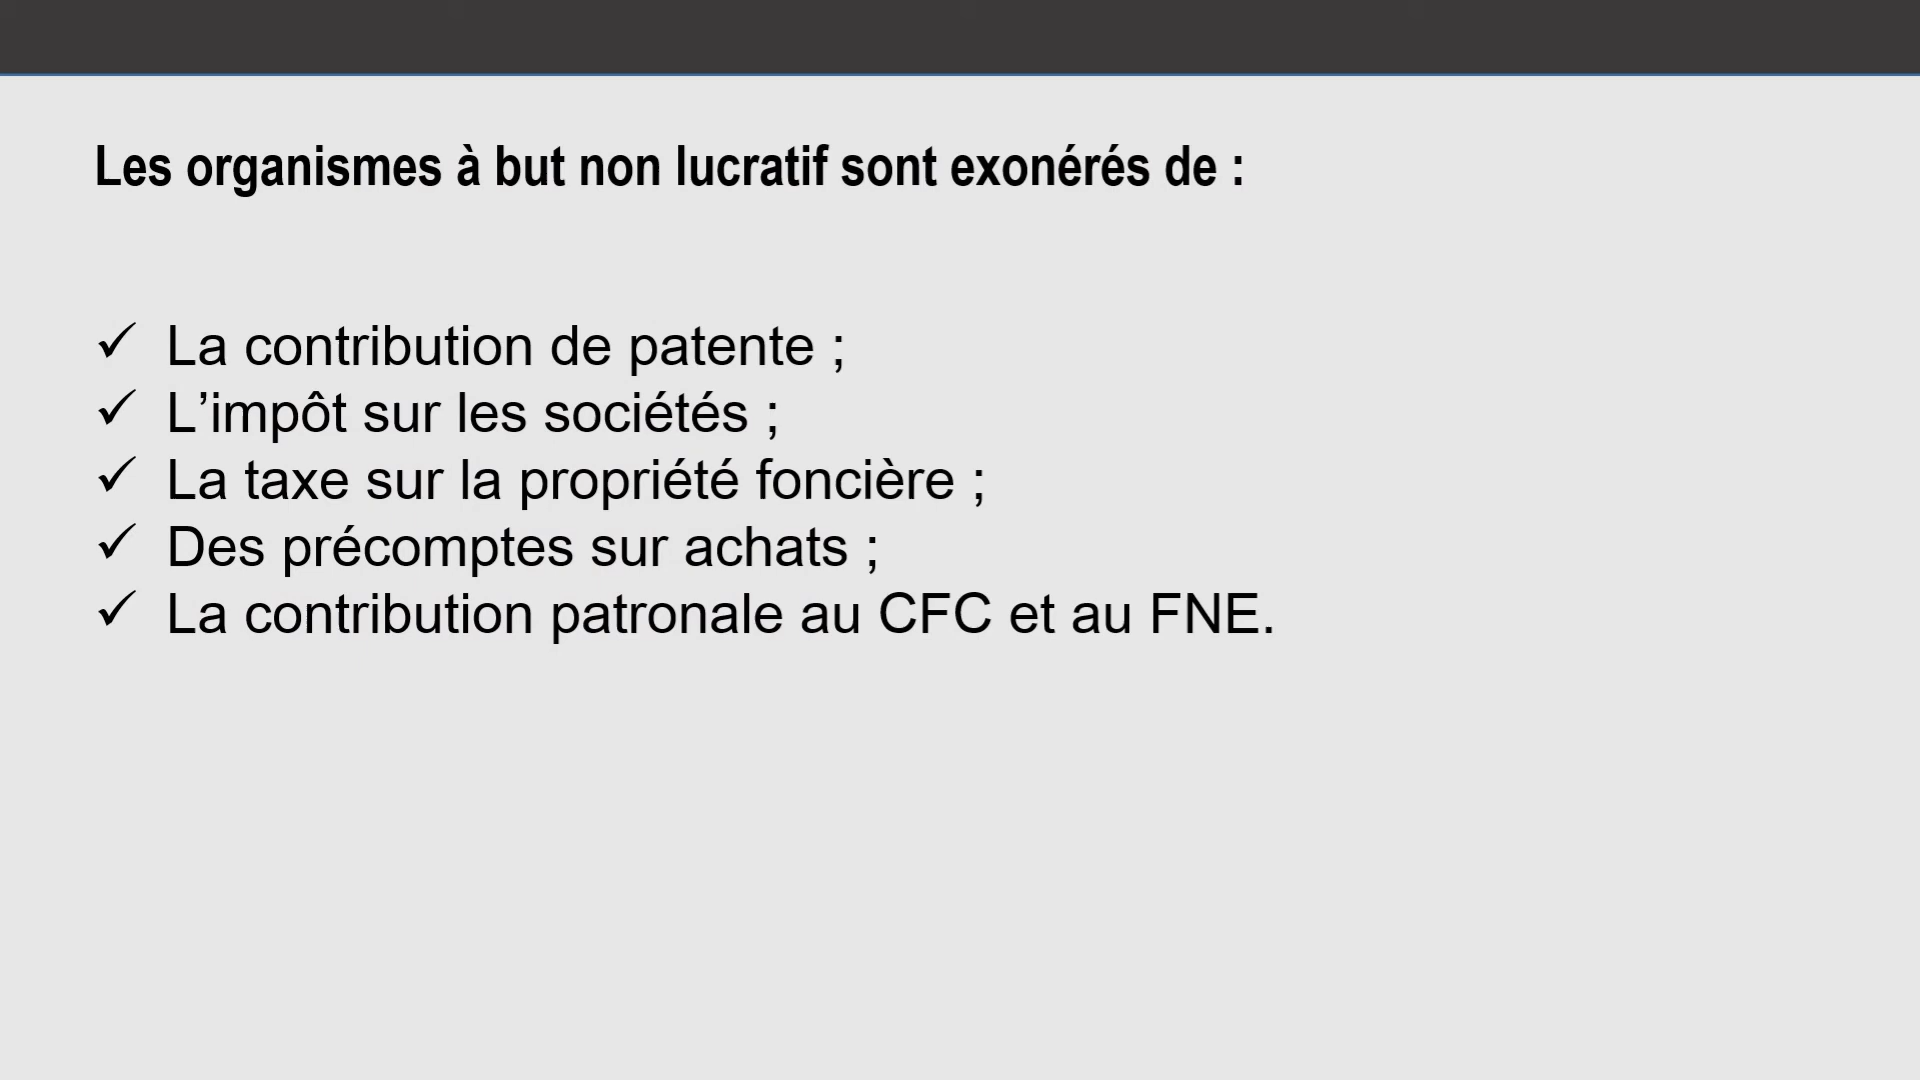 Les organismes à but non lucratif sont exonérés de :
✓ La contribution de patente ;
✓ L’impôt sur les sociétés ;
✓ La taxe sur la propriété foncière ;
✓ Des précomptes sur achats ;
✓ La contribution patronale au CFC et au FNE.